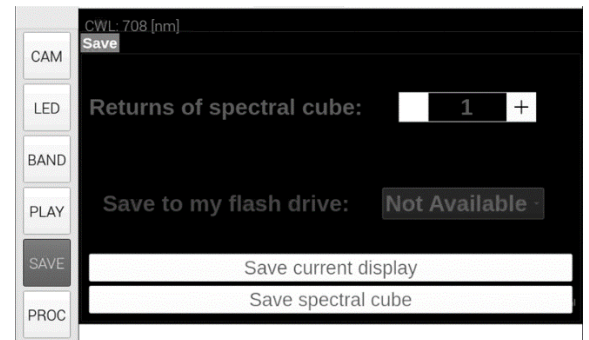 CWL: 708 [nm]
Save
CAM
LED
Returns of spectral cube: 1 +
BAND
PLAY
Save to my flash drive: Not Available
SAVE
Save current display
Save spectral cube
PROC